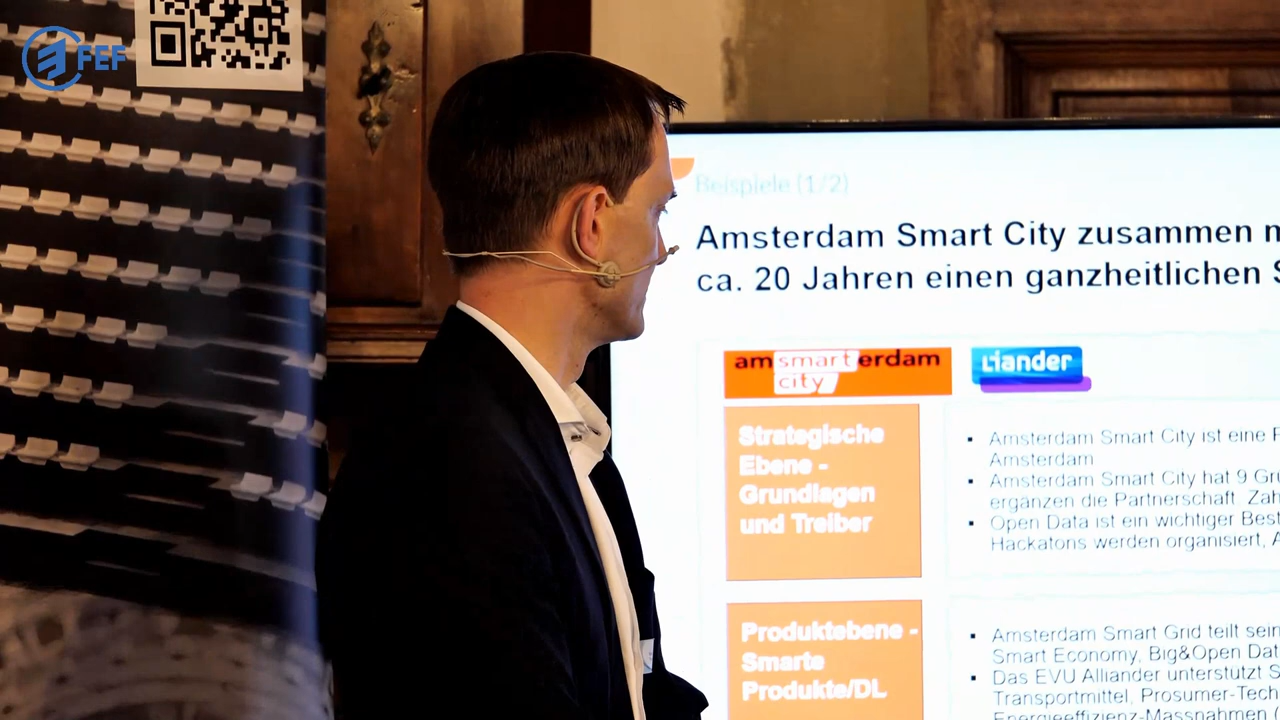 FEF
Beispiele (1/2)
Amsterdam Smart City zusammen
ca. 20 Jahren einen ganzheitlichen
amsmarterdam
city
Liander
Strategische
Ebene -
Grundlagen
und Treiber
Amsterdam Smart City ist eine
Amsterdam
Amsterdam Smart City hat 9
ergänzen die Partnerschaft.
Open Data ist ein wichtiger
Hackatons werden organisiert,
Produktebene -
Smarte
Produkte/DL
Amsterdam Smart Grid teilt
Smart Economy, Big&Open
Das EVU Alliander unterstützt
Transportmittel,
Energieeffizienz-Massnahmen (